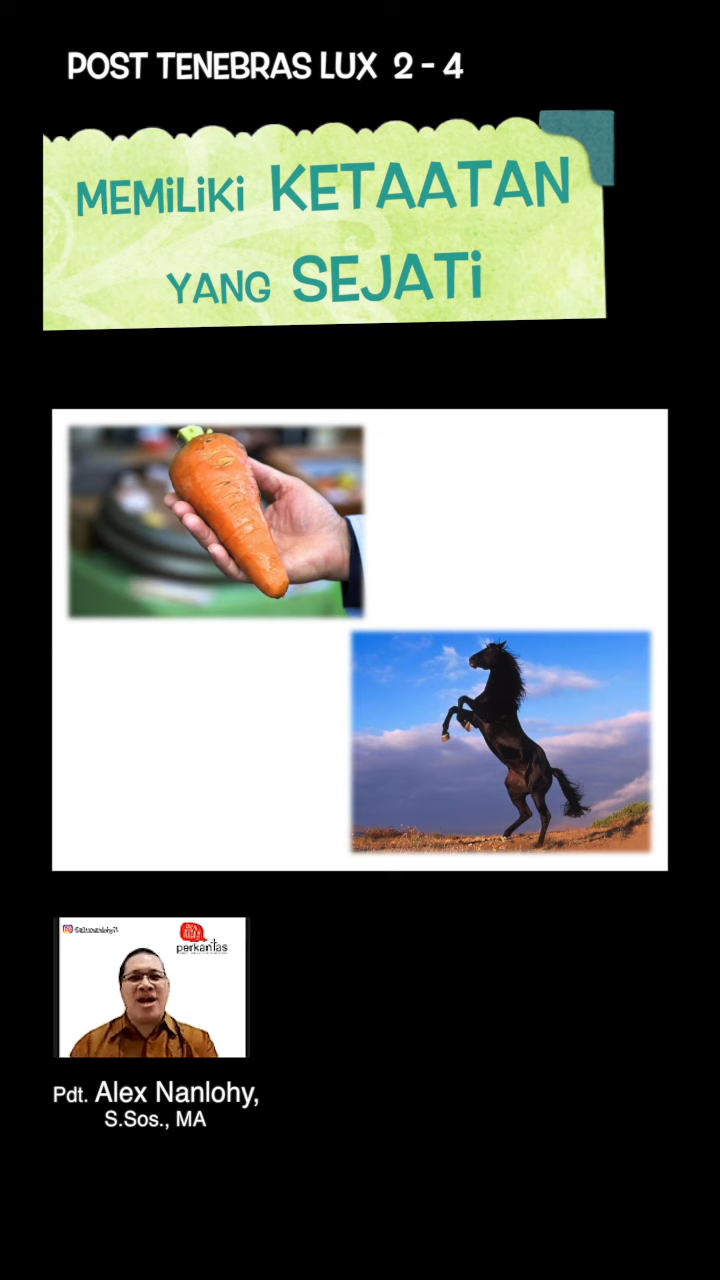 POST TENEBRAS LUX 2 - 4
MEMiLiKi KETAATAN
YANG SEJATi
perkantas
Pdt. Alex Nanlohy,
S.Sos., MA